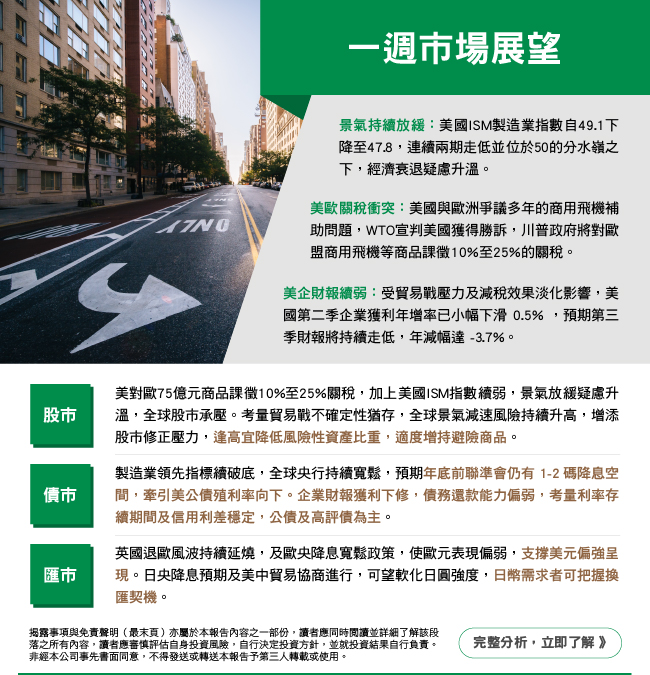 一週市場展望
景氣持續放緩：美國ISM製造業指數自49.1下
降至47.8，連續兩期走低並位於50的分水嶺之
下，經濟衰退疑慮升溫。
美歐關稅衝突：美國與歐洲爭議多年的商用飛機補
助問題，WTO宣判美國獲得勝訴，川普政府將對歐
盟商用飛機等商品課徵10%至25%的關稅。
美企財報續弱：受貿易戰壓力及減稅效果淡化影響，美
國第二季企業獲利年增率已小幅下滑 0.5% ，預期第三
季財報將持續走低，年減幅達 -3.7%。
ONLY
股市
美對歐75億元商品課徵10%至25%關稅，加上美國ISM指數續弱，景氣放緩疑慮升
溫，全球股市承壓。考量貿易戰不確定性猶存，全球景氣減速風險持續升高，增添
股市修正壓力，逢高宜降低風險性資產比重，適度增持避險商品。
債市
製造業領先指標續破底，全球央行持續寬鬆，預期年底前聯準會仍有 1-2 碼降息空
間，牽引美公債殖利率向下。企業財報獲利下修，債務還款能力偏弱，考量利率存
續期間及信用利差穩定，公債及高評債為主。
匯市
英國退歐風波持續延燒，及歐央降息寬鬆政策，使歐元表現偏弱，支撐美元偏強呈
現。日央降息預期及美中貿易協商進行，可望軟化日圓強度，日幣需求者可把握換
匯契機。
揭露事項與免責聲明（最末頁）亦屬於本報告內容之一部份，讀者應同時閱讀並詳細了解該段
落之所有內容，讀者應審慎評估自身投資風險，自行決定投資方針，並就投資結果自行負責。
非經本公司事先書面同意，不得發送或轉送本報告予第三人轉載或使用。
完整分析，立即了解 》